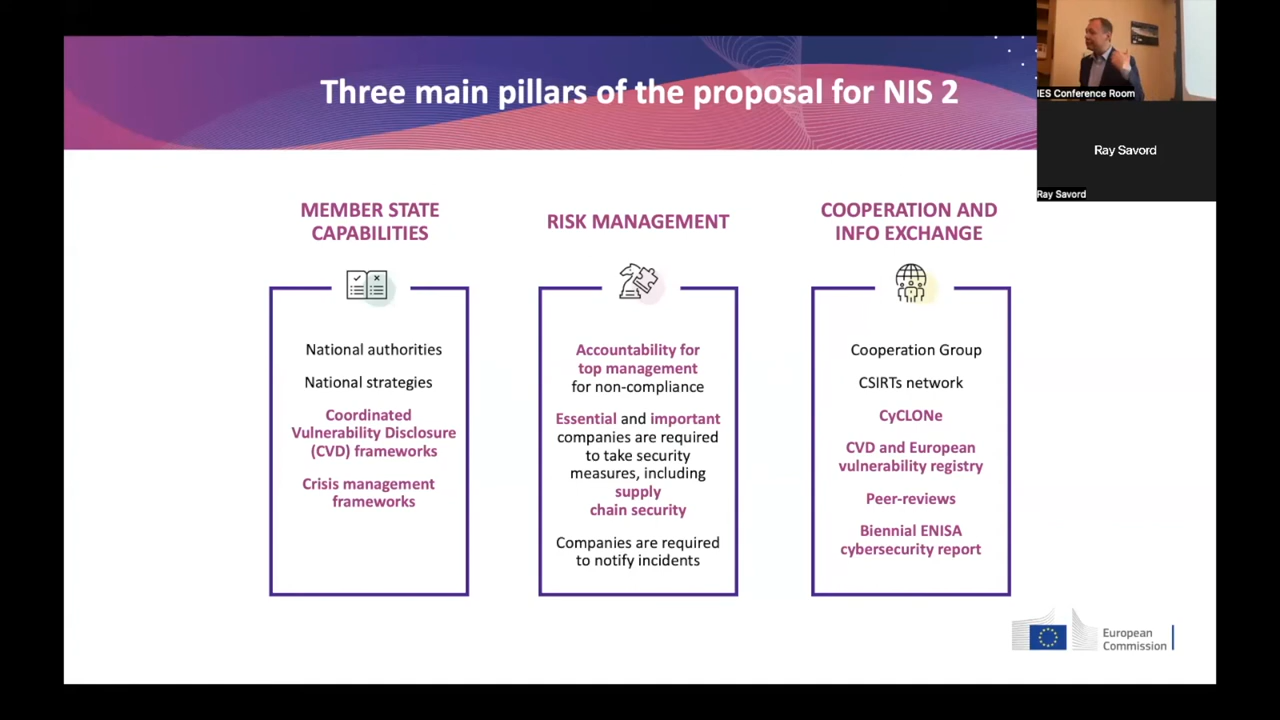 Three main pillars of the proposal for NIS 2
IES Conference Room
Ray Savord
Ray Savord
MEMBER STATE
CAPABILITIES
National authorities
National strategies
Coordinated
Vulnerability Disclosure
(CVD) frameworks
Crisis management
frameworks
RISK MANAGEMENT
Accountability for
top management
for non-compliance
Essential and important
companies are required
to take security
measures, including
supply
chain security
Companies are required
to notify incidents
COOPERATION AND
INFO EXCHANGE
Cooperation Group
CSIRTs network
CyCLONe
CVD and European
vulnerability registry
Peer-reviews
Biennial ENISA
cybersecurity report
European
Commission